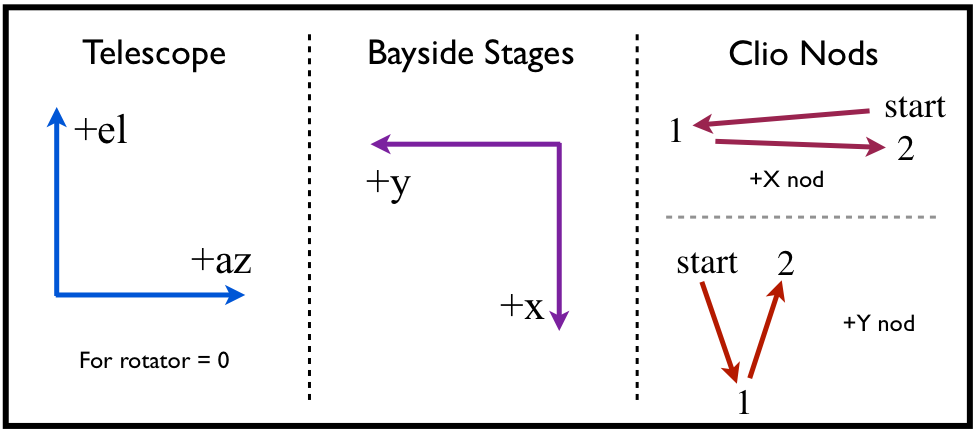 Telescope
+el
+az
For rotator = 0
Bayside Stages
+y
+x
Clio Nods
start
1
2
+X nod
start 2
+Y nod
1